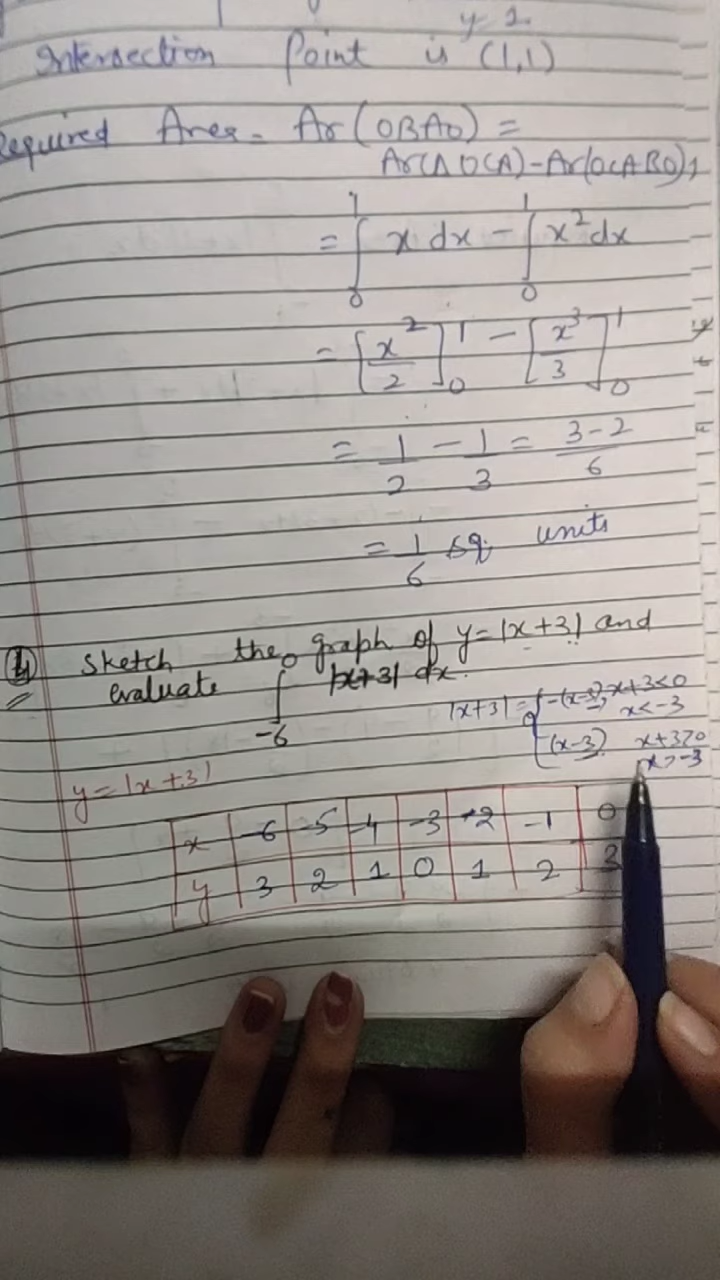 y= 1
Intersection Point is (1,1)
Required Area = Ar(OBAO) =
Ar(Δ OCA) - Ar(OCABO)
= ∫₀¹ x dx - ∫₀¹ x² dx
= [x²/2]₀¹ - [x³/3]₀¹
= 1/2 - 1/3 = 3-2/6
= 1/6 sq. units
Sketch the graph of y=|x+3| and
evaluate ∫₋₆⁰ |x+3| dx.
|x+3| = { -(x-3), x+3<0
x<-3
(x-3) x+3>0
x>-3
y=|x+3|
x -6 -5 -4 -3 -2 -1 0
y 3 2 1 0 1 2 3